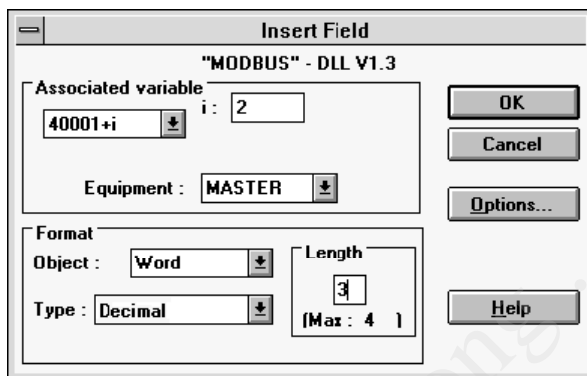 Insert Field
"MODBUS" - DLL V1.3
Associated variable
40001+i
i : 2
Equipment : MASTER
Format
Object : Word
Type : Decimal
Length
3
(Max : 4 )
OK
Cancel
Options...
Help